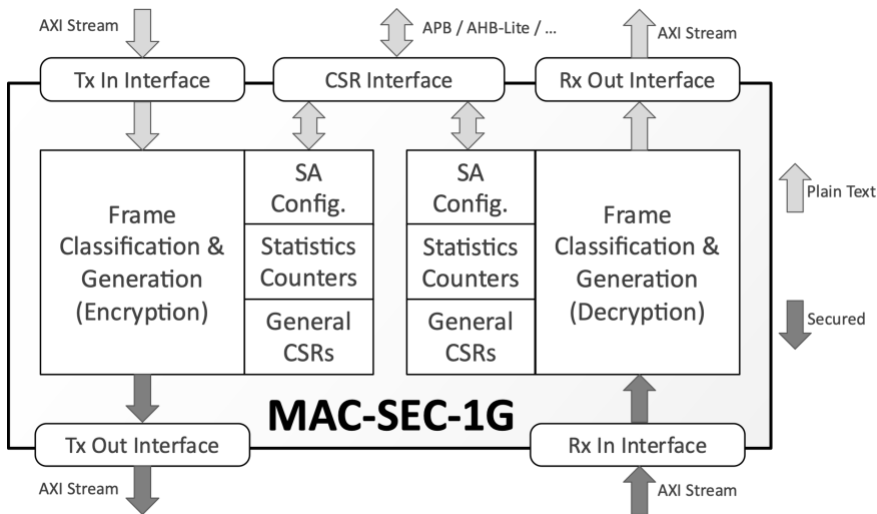 AXI Stream
APB / AHB-Lite / ...
AXI Stream
Tx In Interface
CSR Interface
Rx Out Interface
Frame
Classification &
Generation
(Encryption)
SA
Config.
Statistics
Counters
General
CSRs
SA
Config.
Statistics
Counters
General
CSRs
Frame
Classification &
Generation
(Decryption)
Plain Text
Secured
MAC-SEC-1G
Tx Out Interface
Rx In Interface
AXI Stream
AXI Stream